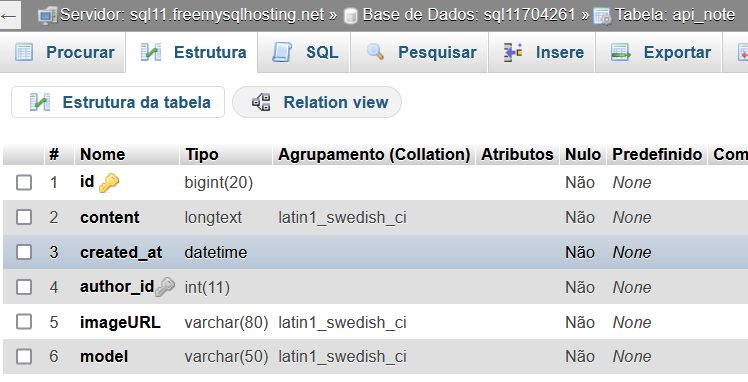 ← Servidor: sql11.freemysqlhosting.net » Base de Dados: sql11704261 » Tabela: api_note
Procurar Estrutura SQL Pesquisar Insere Exportar
Estrutura da tabela Relation view
# Nome Tipo Agrupamento (Collation) Atributos Nulo Predefinido Com
1 id bigint(20) Não None
2 content longtext latin1_swedish_ci Não None
3 created_at datetime Não None
4 author_id int(11) Não None
5 imageURL varchar(80) latin1_swedish_ci Não None
6 model varchar(50) latin1_swedish_ci Não None